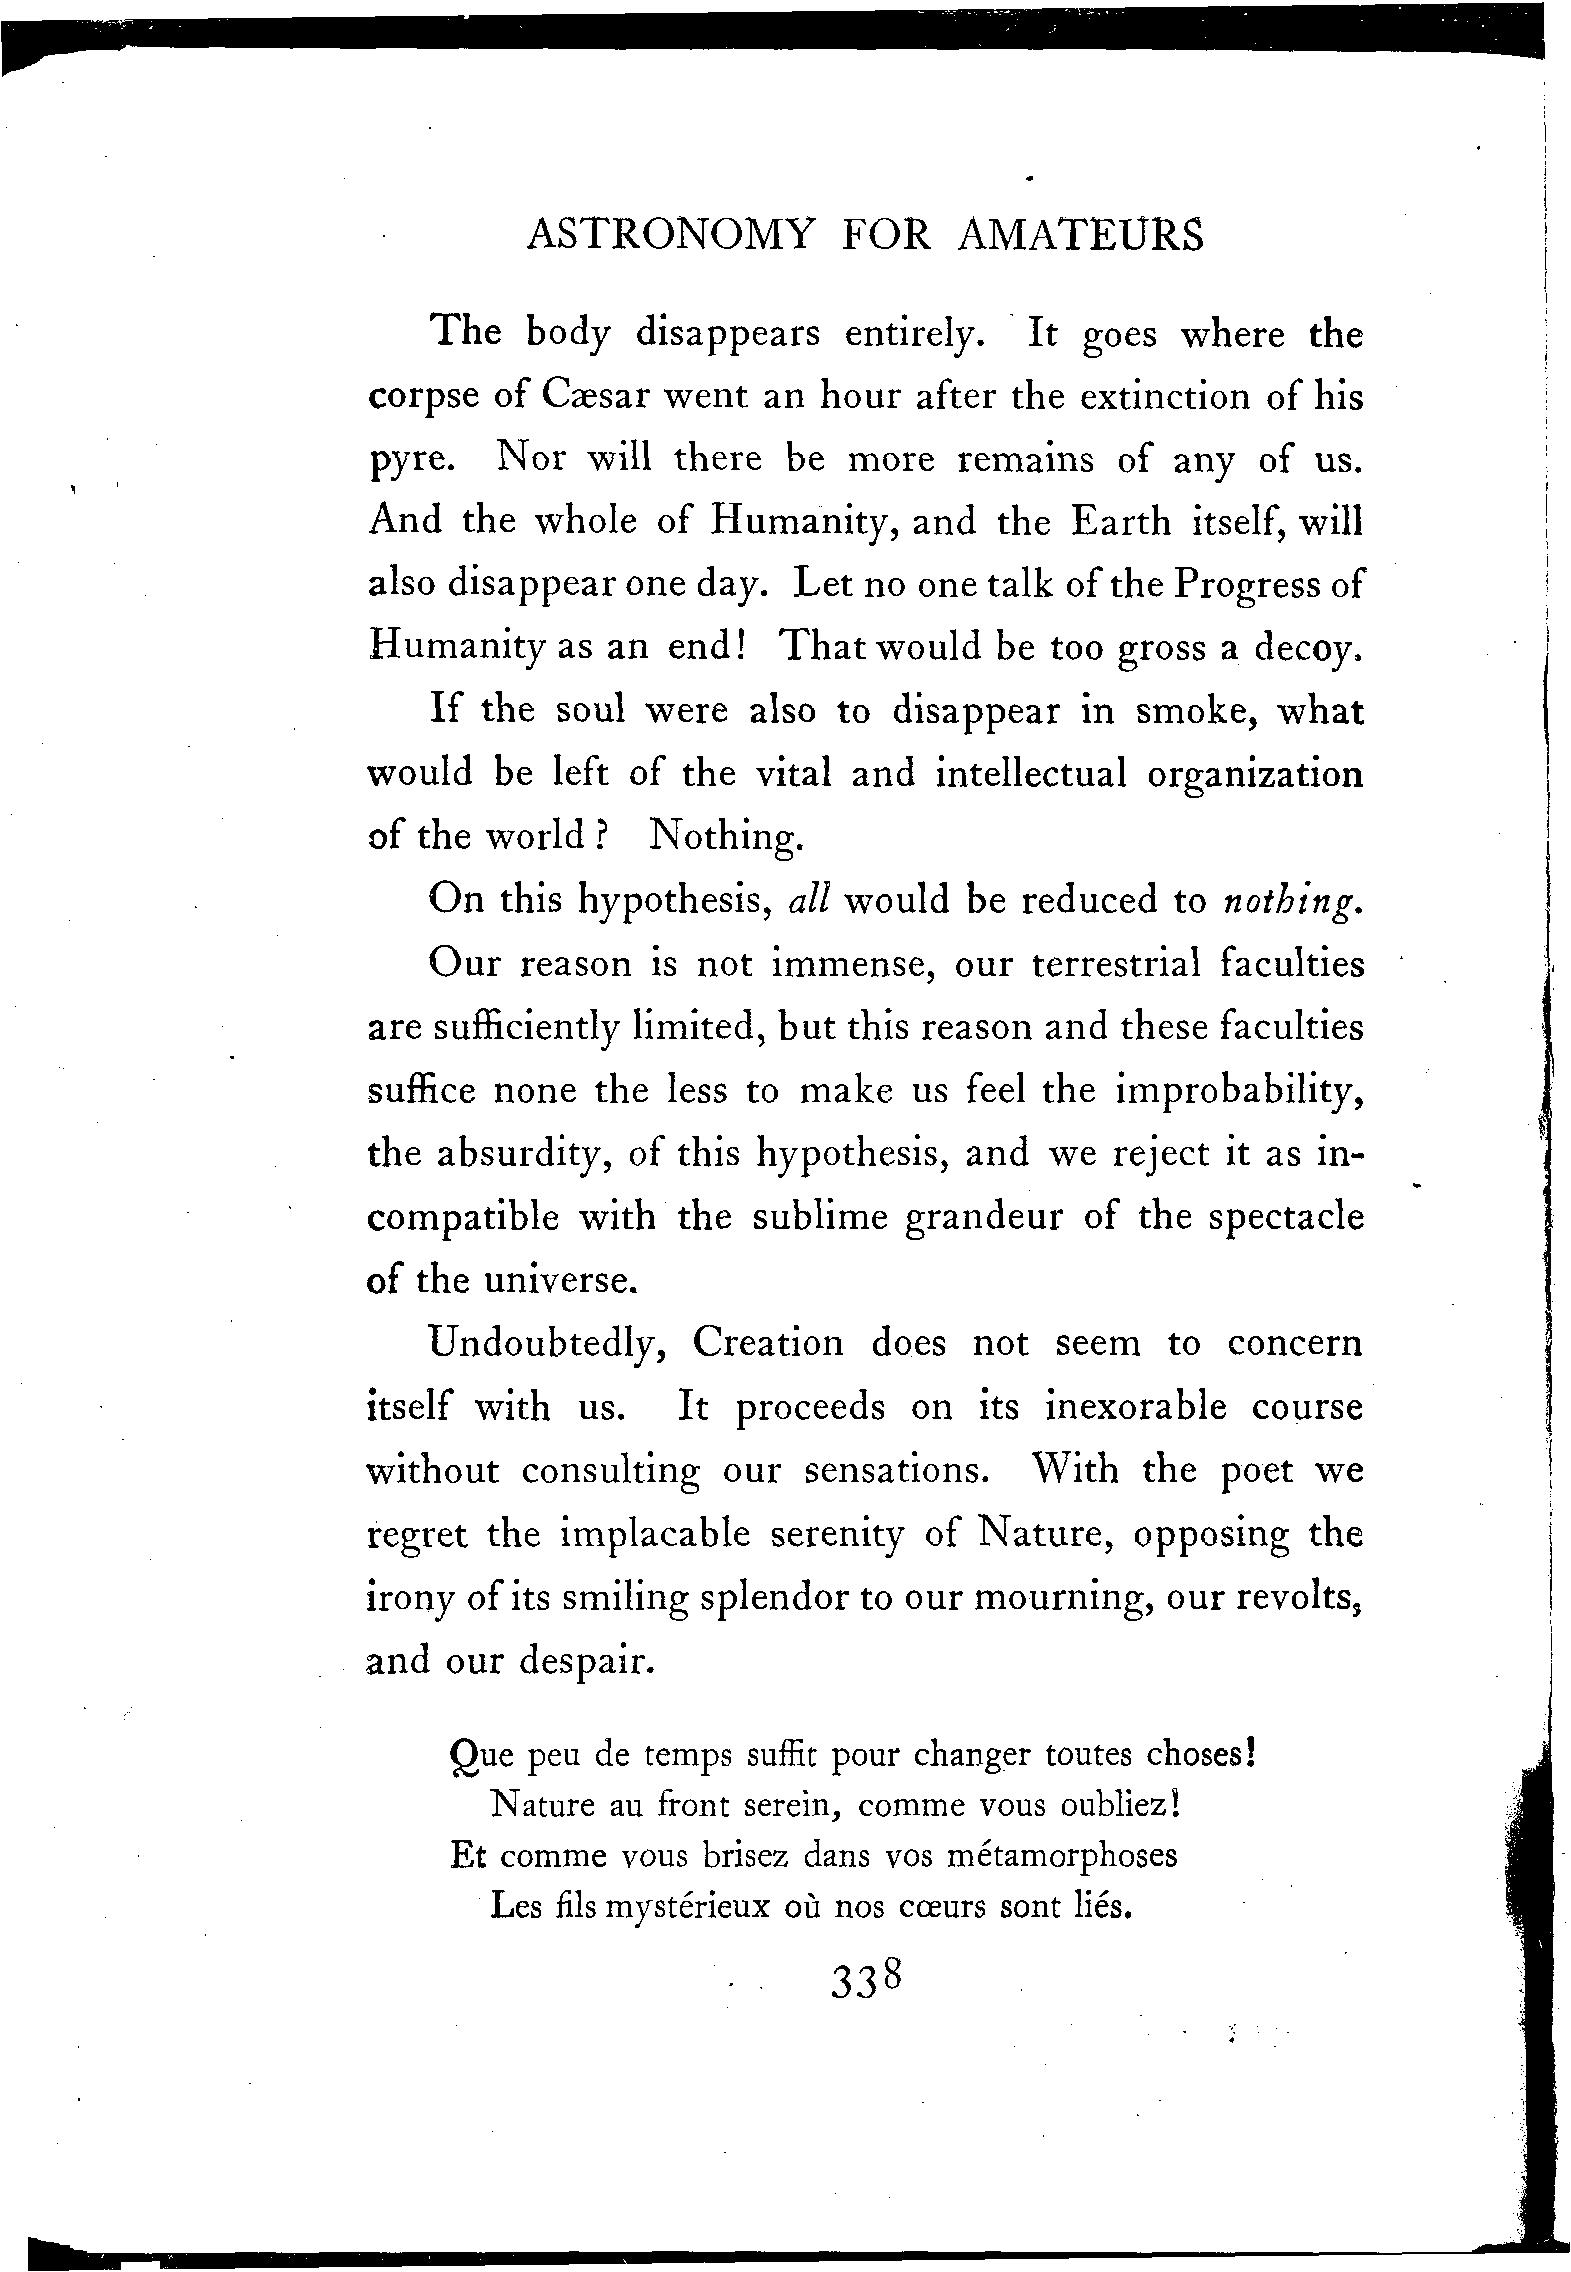 ASTRONOMY FOR AMATEURS
The body disappears entirely. It goes where the
corpse of Cæsar went an hour after the extinction of his
pyre. Nor will there be more remains of any of us.
And the whole of Humanity, and the Earth itself, will
also disappear one day. Let no one talk of the Progress of
Humanity as an end! That would be too gross a decoy.
If the soul were also to disappear in smoke, what
would be left of the vital and intellectual organization
of the world? Nothing.
On this hypothesis, all would be reduced to nothing.
Our reason is not immense, our terrestrial faculties
are sufficiently limited, but this reason and these faculties
suffice none the less to make us feel the improbability,
the absurdity, of this hypothesis, and we reject it as in-
compatible with the sublime grandeur of the spectacle
of the universe.
Undoubtedly, Creation does not seem to concern
itself with us. It proceeds on its inexorable course
without consulting our sensations. With the poet we
regret the implacable serenity of Nature, opposing the
irony of its smiling splendor to our mourning, our revolts,
and our despair.
Que peu de temps suffit pour changer toutes choses!
Nature au front serein, comme vous oubliez!
Et comme vous brisez dans vos métamorphoses
Les fils mystérieux où nos cœurs sont liés.
338